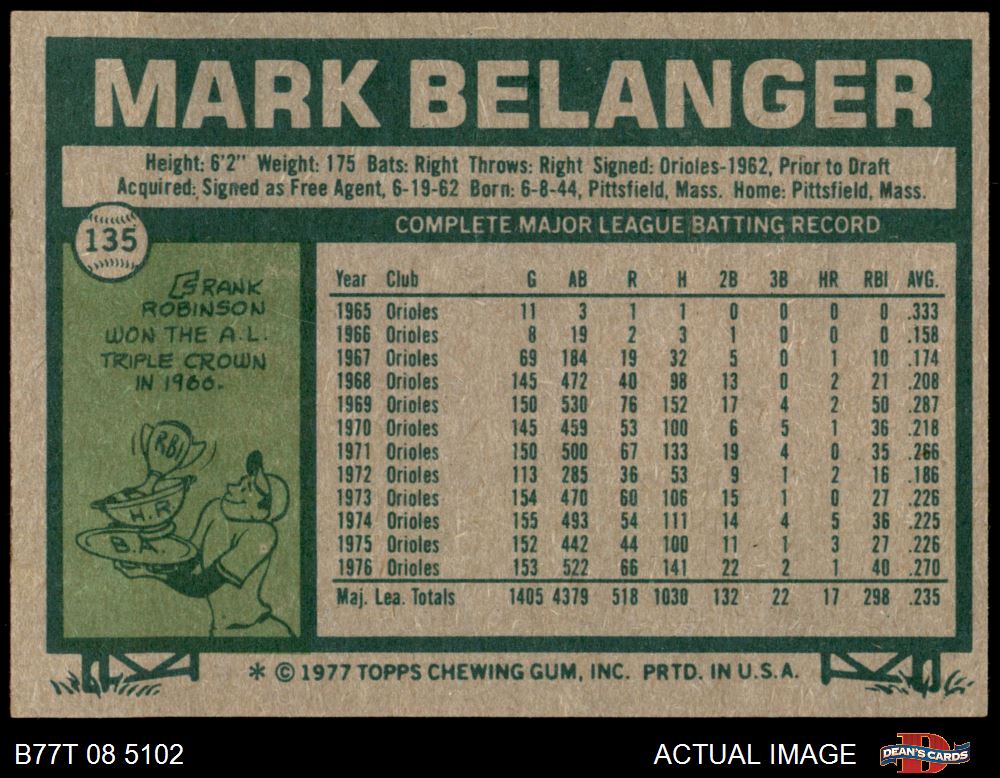 MARK BELANGER
Height: 6'2" Weight: 175 Bats: Right Throws: Right Signed: Orioles-1962, Prior to Draft
Acquired: Signed as Free Agent, 6-19-62 Born: 6-8-44, Pittsfield, Mass. Home: Pittsfield, Mass.
135
COMPLETE MAJOR LEAGUE BATTING RECORD
FRANK
ROBINSON
WON THE A.L.
TRIPLE CROWN
IN 1966.
RBI
H.R.
B.A.
Year Club G AB R H 2B 3B HR RBI AVG.
1965 Orioles 11 3 1 1 0 0 0 0 .333
1966 Orioles 8 19 2 3 1 0 0 0 .158
1967 Orioles 69 184 19 32 5 0 1 10 .174
1968 Orioles 145 472 40 98 13 0 2 21 .208
1969 Orioles 150 530 76 152 17 4 2 50 .287
1970 Orioles 145 459 53 100 6 5 1 36 .218
1971 Orioles 150 500 67 133 19 4 0 35 .266
1972 Orioles 113 285 36 53 9 1 2 16 .186
1973 Orioles 154 470 60 106 15 1 0 27 .226
1974 Orioles 155 493 54 111 14 4 5 36 .225
1975 Orioles 152 442 44 100 11 1 3 27 .226
1976 Orioles 153 522 66 141 22 2 1 40 .270
Maj. Lea. Totals 1405 4379 518 1030 132 22 17 298 .235
* © 1977 TOPPS CHEWING GUM, INC. PRTD. IN U.S.A.
B77T 08 5102
ACTUAL IMAGE
D
DEAN'S CARDS